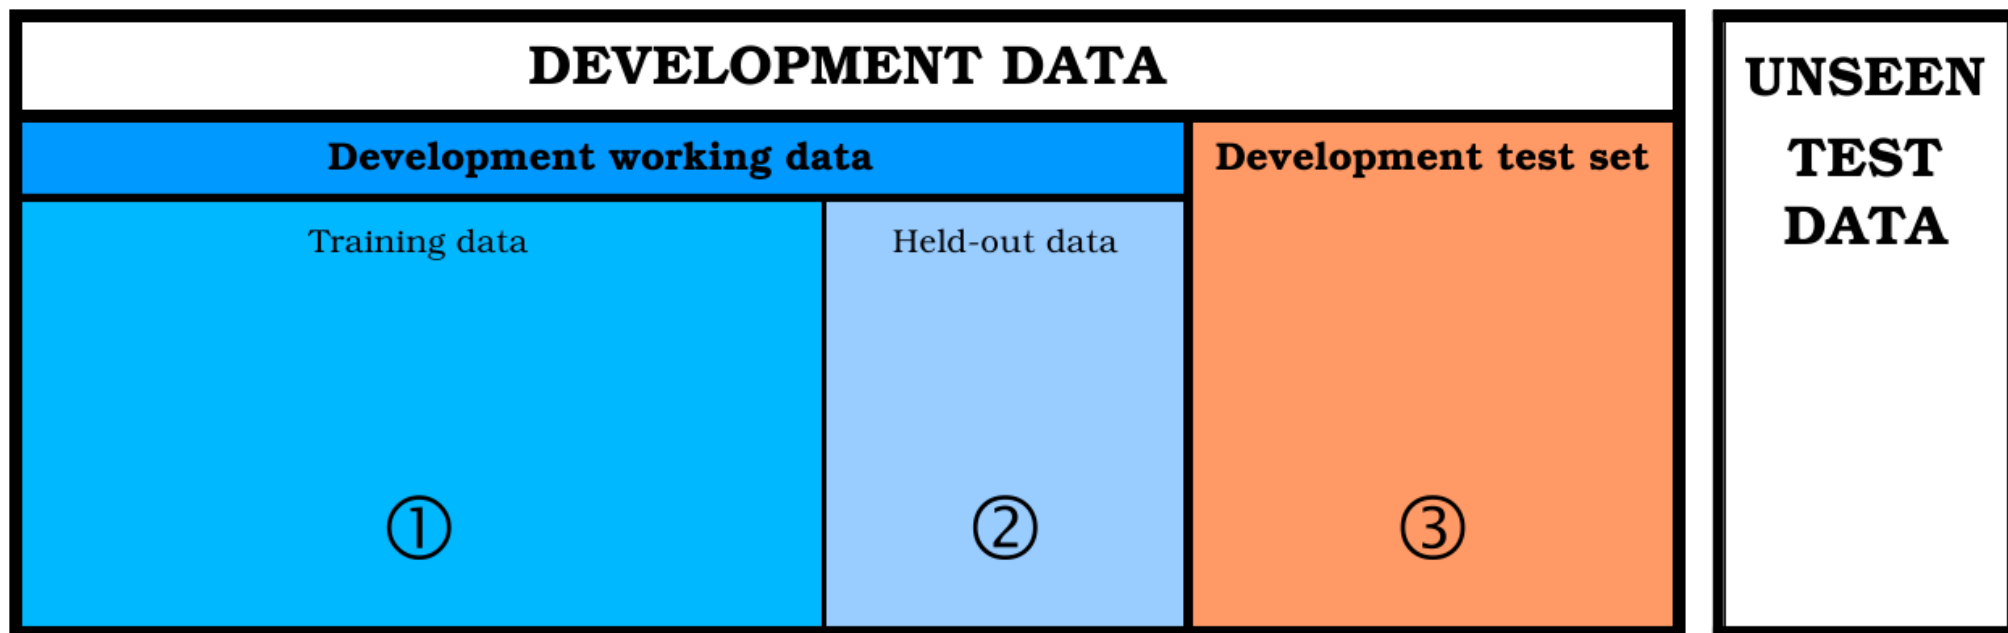 DEVELOPMENT DATA
Development working data
Training data
①
Held-out data
②
Development test set
③
UNSEEN
TEST
DATA